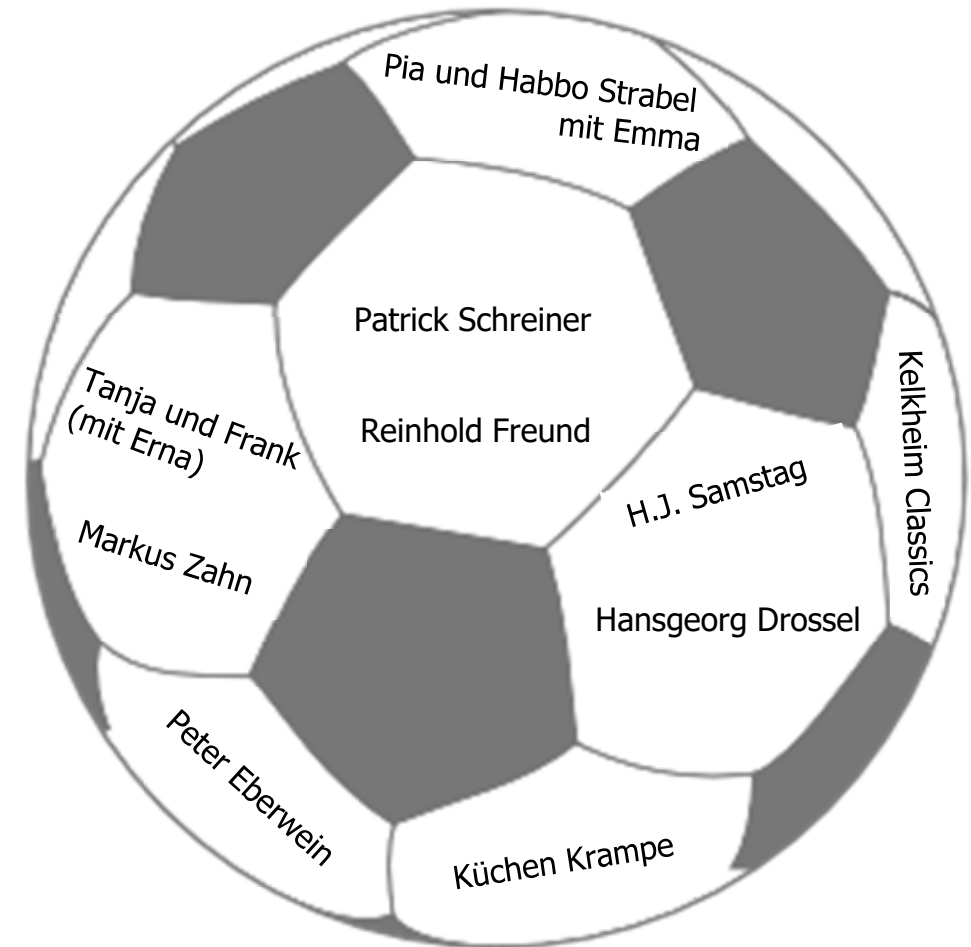 Pia und Habbo Strabel
mit Emma
Patrick Schreiner
Reinhold Freund
Tanja und Frank
(mit Erna)
Markus Zahn
H.J. Samstag
Hansgeorg Drossel
Kelkheim Classics
Peter Eberwein
Küchen Krampe